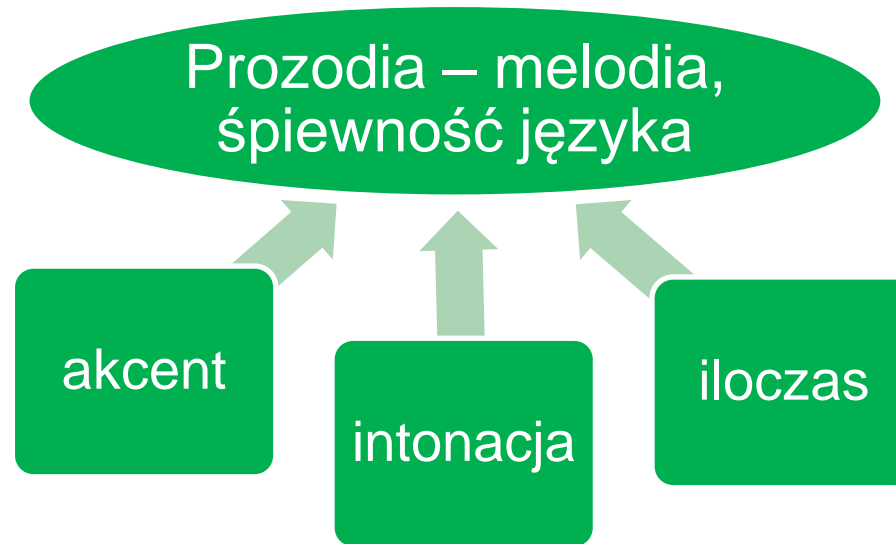 Prozodia – melodia,
śpiewność języka
akcent
intonacja
iloczas